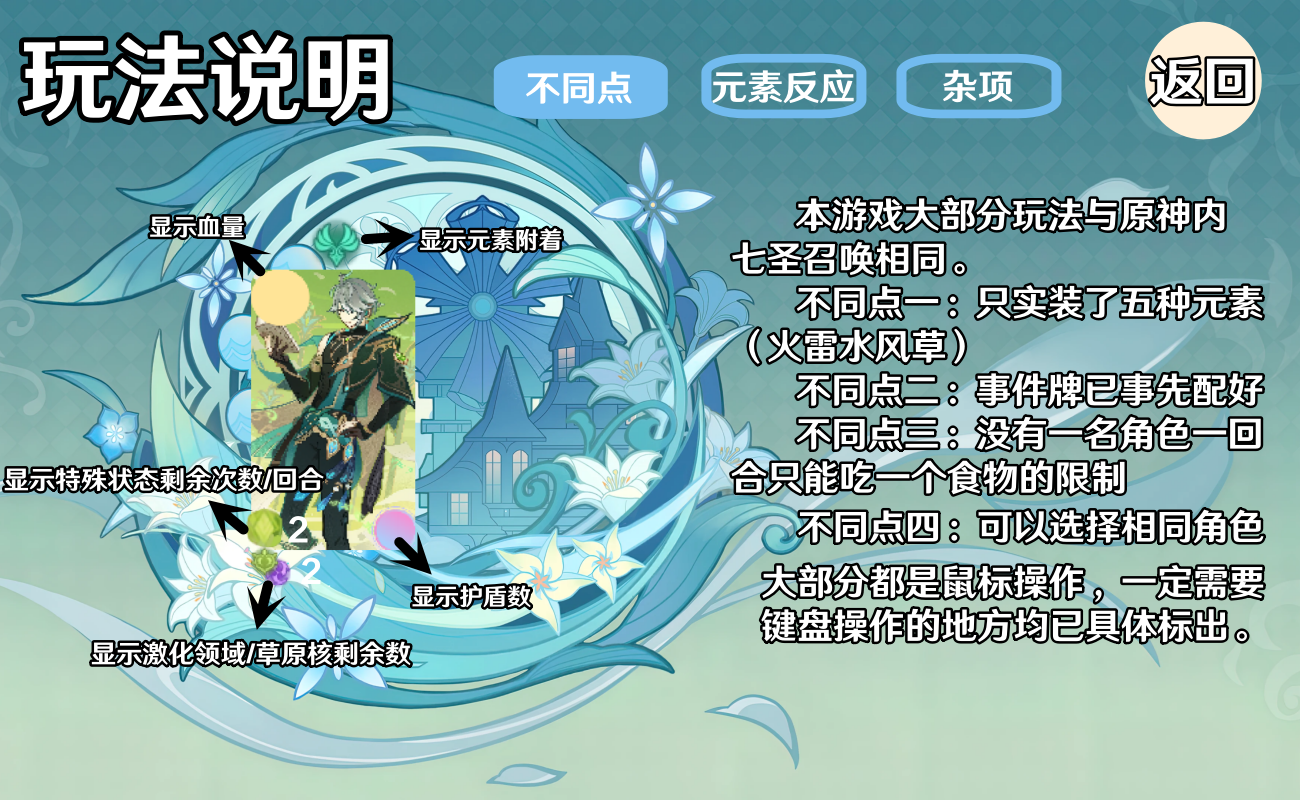 玩法说明
不同点
元素反应
杂项
返回
显示血量
显示元素附着
显示特殊状态剩余次数/回合
2
2
显示护盾数
显示激化领域/草原核剩余数
本游戏大部分玩法与原神内
七圣召唤相同。
不同点一：只实装了五种元素
（火雷水风草）
不同点二：事件牌已事先配好
不同点三：没有一名角色一回
合只能吃一个食物的限制
不同点四：可以选择相同角色
大部分都是鼠标操作，一定需要
键盘操作的地方均已具体标出。